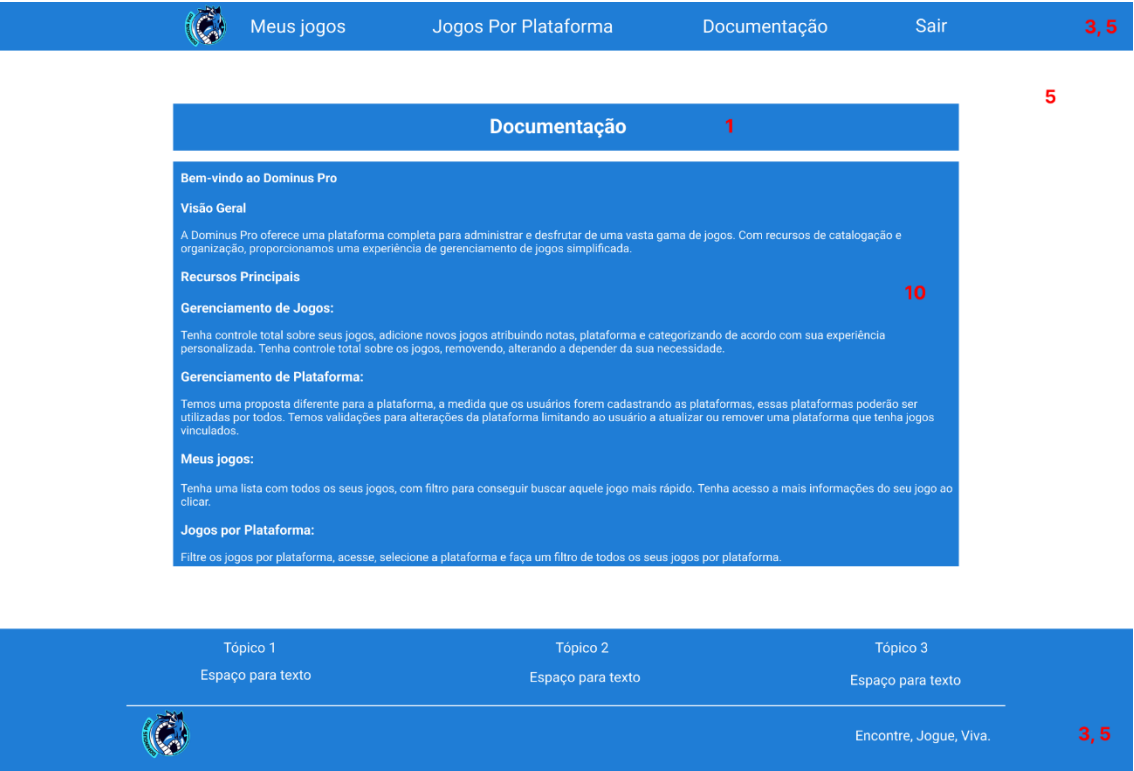 Meus jogos Jogos Por Plataforma Documentação Sair 3, 5
5
Documentação 1
Bem-vindo ao Dominus Pro
Visão Geral
A Dominus Pro oferece uma plataforma completa para administrar e desfrutar de uma vasta gama de jogos. Com recursos de catalogação e
organização, proporcionamos uma experiência de gerenciamento de jogos simplificada.
Recursos Principais
10
Gerenciamento de Jogos:
Tenha controle total sobre seus jogos, adicione novos jogos atribuindo notas, plataforma e categorizando de acordo com sua experiência
personalizada. Tenha controle total sobre os jogos, removendo, alterando a depender da sua necessidade.
Gerenciamento de Plataforma:
Temos uma proposta diferente para a plataforma, a medida que os usuários forem cadastrando as plataformas, essas plataformas poderão ser
utilizadas por todos. Temos validações para alterações da plataforma limitando ao usuário a atualizar ou remover uma plataforma que tenha jogos
vinculados.
Meus jogos:
Tenha uma lista com todos os seus jogos, com filtro para conseguir buscar aquele jogo mais rápido. Tenha acesso a mais informações do seu jogo ao
clicar.
Jogos por Plataforma:
Filtre os jogos por plataforma, acesse, selecione a plataforma e faça um filtro de todos os seus jogos por plataforma.
Tópico 1 Tópico 2 Tópico 3
Espaço para texto Espaço para texto Espaço para texto
Encontre, Jogue, Viva. 3, 5